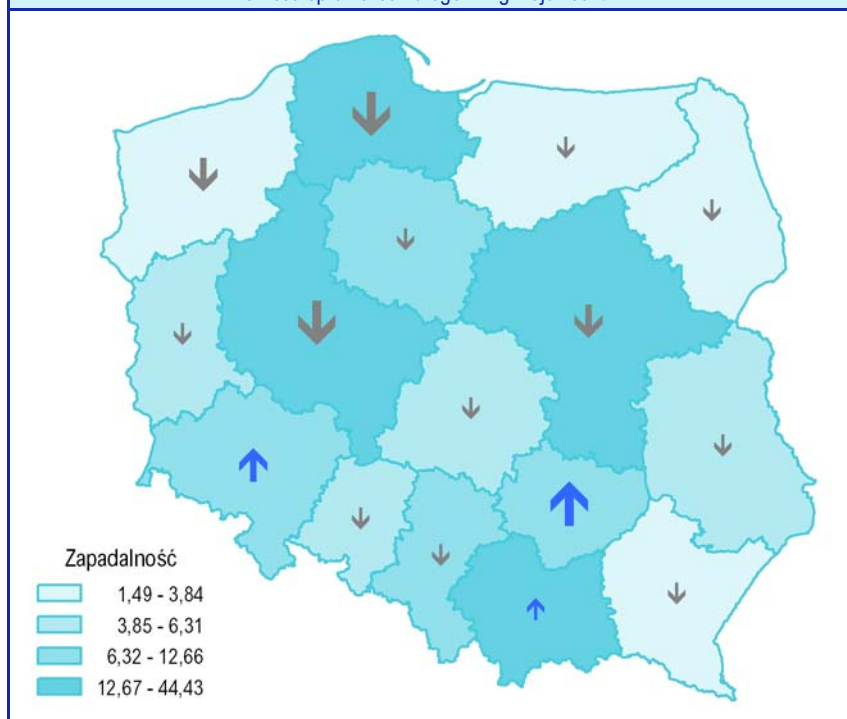 Zapadalność
1,49 - 3,84
3,85 - 6,31
6,32 - 12,66
12,67 - 44,43